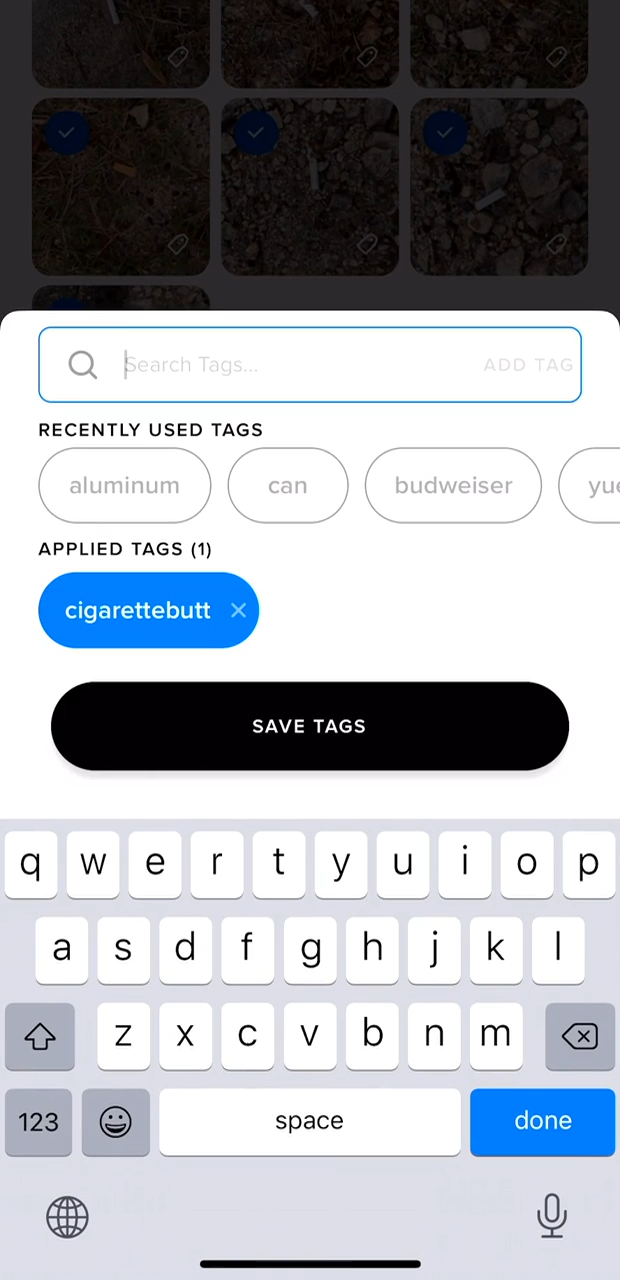 Search Tags...
ADD TAG
RECENTLY USED TAGS
aluminum can budweiser yue
APPLIED TAGS (1)
cigarettebutt
SAVE TAGS
q w e r t y u i o p
a s d f g h j k l
z x c v b n m
123 space done